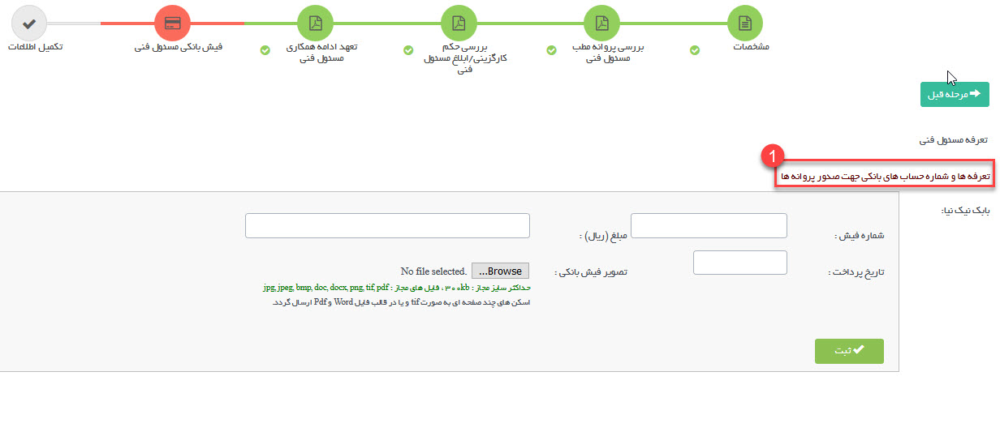 مشخصات
بررسی پروانه مطب
مسئول فنی
بررسی حکم
کارگزینی/ابلاغ مسئول
فنی
تعهد ادامه همکاری
مسئول فنی
فیش بانکی مسئول فنی
تکمیل اطلاعات
مرحله قبل
تعرفه مسئول فنی
1
تعرفه ها و شماره حساب های بانکی جهت صدور پروانه ها
بابک نیک نیا:
شماره فیش :
مبلغ (ریال) :
تاریخ پرداخت :
تصویر فیش بانکی :
Browse... No file selected.
حداکثر سایز مجاز : ۳۰۰kb ، فایل های مجاز : jpg, jpeg, bmp, doc, docx, png, tif, pdf
اسکن های چند صفحه ای به صورت tif و یا در قالب فایل Word و Pdf ارسال گردد.
ثبت